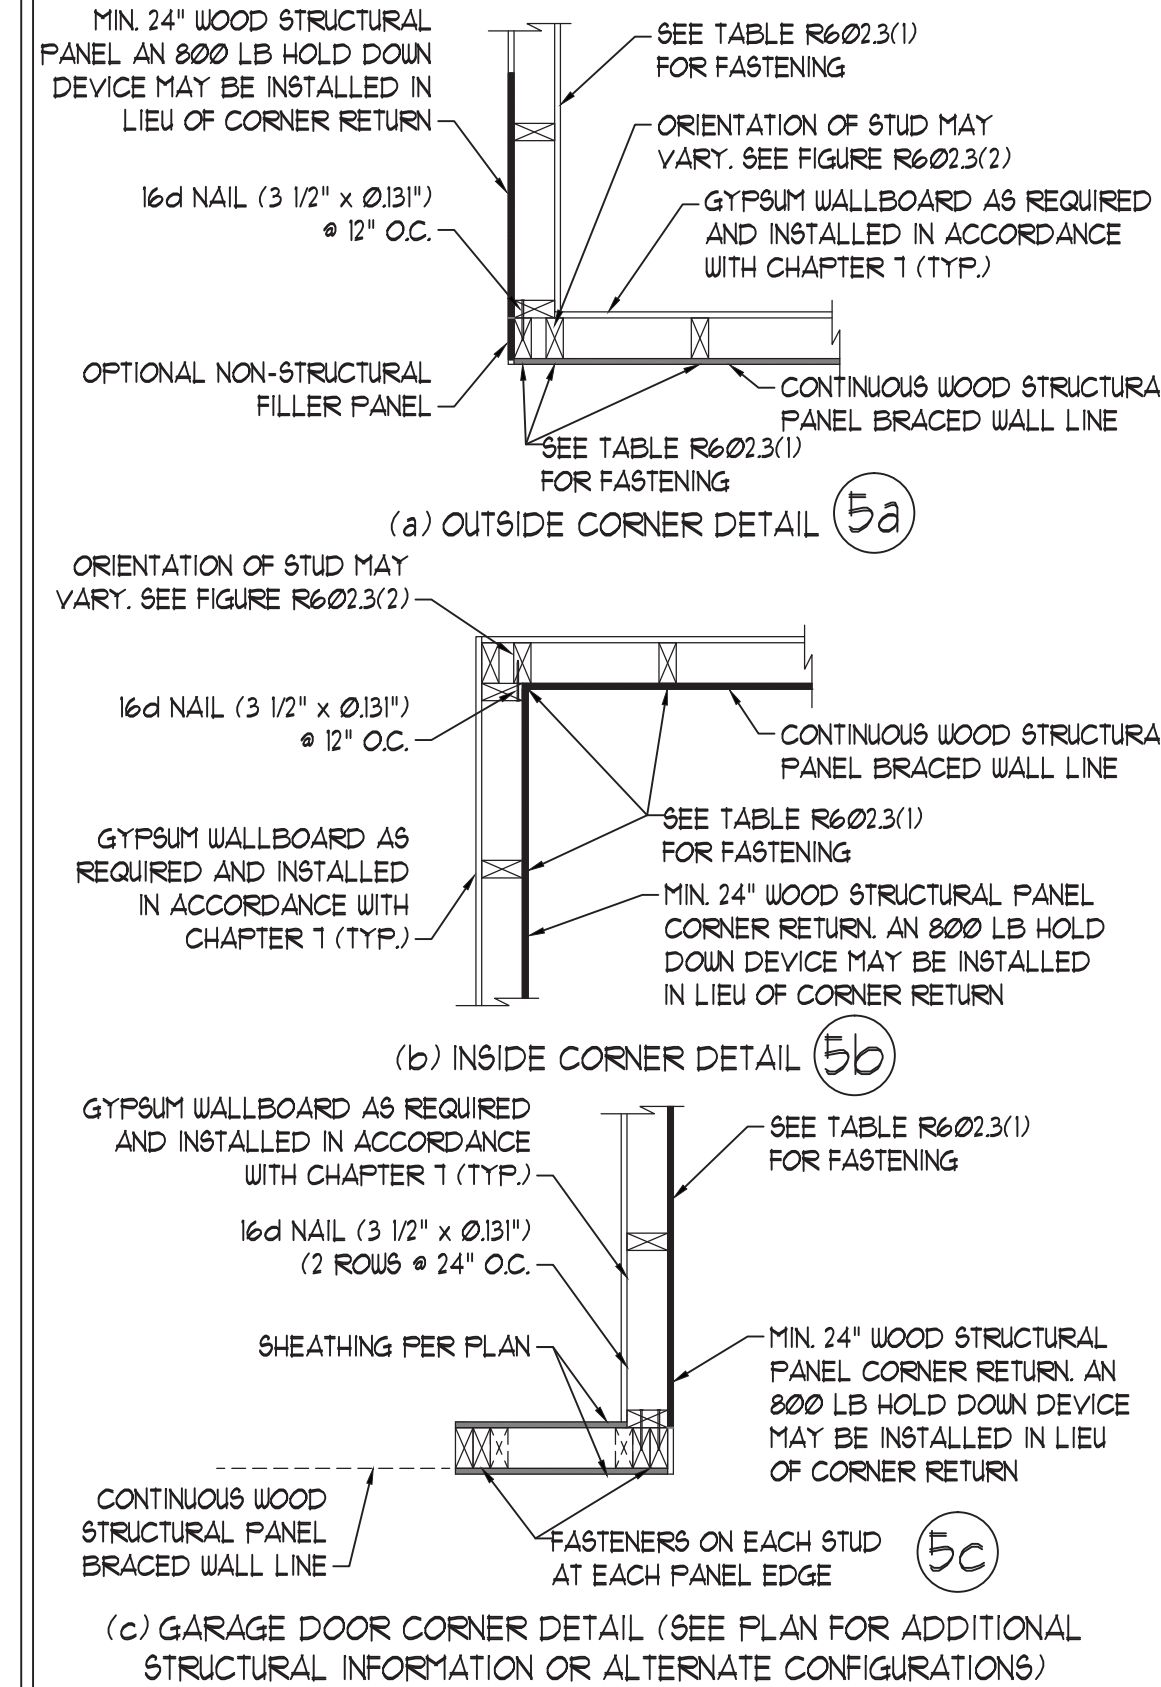 MIN. 24" WOOD STRUCTURAL
PANEL AN 800 LB HOLD DOWN
DEVICE MAY BE INSTALLED IN
LIEU OF CORNER RETURN
SEE TABLE R602.3(1)
FOR FASTENING
ORIENTATION OF STUD MAY
VARY. SEE FIGURE R602.3(2)
16d NAIL (3 1/2" x 0.131")
@ 12" O.C.
GYPSUM WALLBOARD AS REQUIRED
AND INSTALLED IN ACCORDANCE
WITH CHAPTER 7 (TYP.)
OPTIONAL NON-STRUCTURAL
FILLER PANEL
CONTINUOUS WOOD STRUCTURA
PANEL BRACED WALL LINE
SEE TABLE R602.3(1)
FOR FASTENING
(a) OUTSIDE CORNER DETAIL
5a
ORIENTATION OF STUD MAY
VARY. SEE FIGURE R602.3(2)
16d NAIL (3 1/2" x 0.131")
@ 12" O.C.
CONTINUOUS WOOD STRUCTURA
PANEL BRACED WALL LINE
SEE TABLE R602.3(1)
FOR FASTENING
GYPSUM WALLBOARD AS
REQUIRED AND INSTALLED
IN ACCORDANCE WITH
CHAPTER 7 (TYP.)
MIN. 24" WOOD STRUCTURAL PANEL
CORNER RETURN. AN 800 LB HOLD
DOWN DEVICE MAY BE INSTALLED
IN LIEU OF CORNER RETURN
(b) INSIDE CORNER DETAIL
5b
GYPSUM WALLBOARD AS REQUIRED
AND INSTALLED IN ACCORDANCE
WITH CHAPTER 7 (TYP.)
SEE TABLE R602.3(1)
FOR FASTENING
16d NAIL (3 1/2" x 0.131")
(2 ROWS @ 24" O.C.
SHEATHING PER PLAN
MIN. 24" WOOD STRUCTURAL
PANEL CORNER RETURN. AN
800 LB HOLD DOWN DEVICE
MAY BE INSTALLED IN LIEU
OF CORNER RETURN
CONTINUOUS WOOD
STRUCTURAL PANEL
BRACED WALL LINE
FASTENERS ON EACH STUD
AT EACH PANEL EDGE
5c
(c) GARAGE DOOR CORNER DETAIL (SEE PLAN FOR ADDITIONAL
STRUCTURAL INFORMATION OR ALTERNATE CONFIGURATIONS)